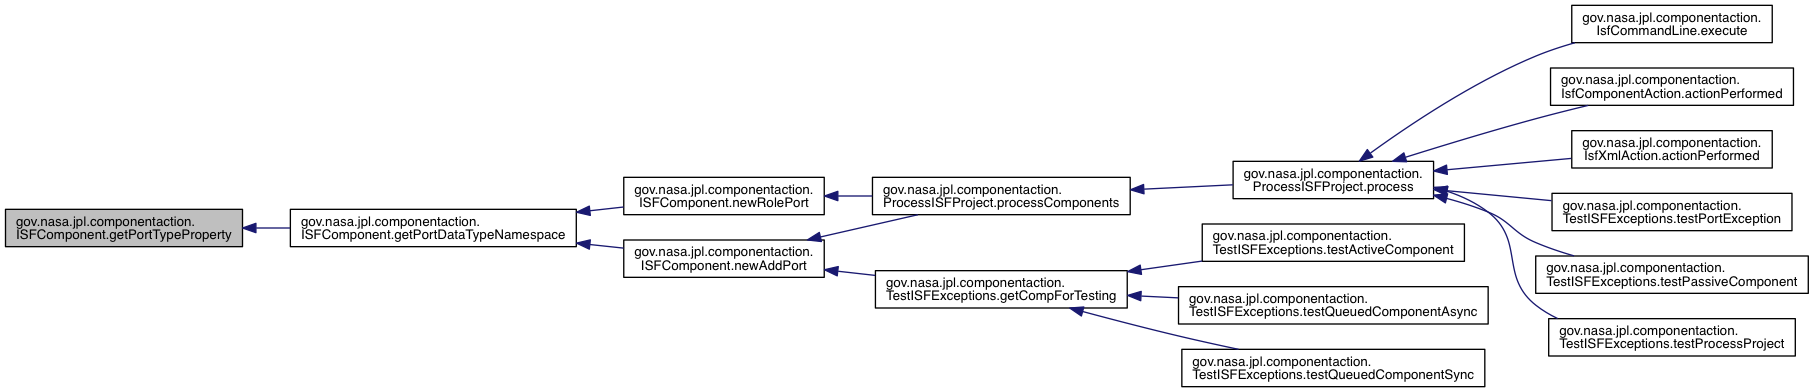 gov.nasa.jpl.componentaction.
IsfCommandLine.execute
gov.nasa.jpl.componentaction.
IsfComponentAction.actionPerformed
gov.nasa.jpl.componentaction.
IsfXmlAction.actionPerformed
gov.nasa.jpl.componentaction.
ProcessISFProject.process
gov.nasa.jpl.componentaction.
ISFComponent.newRolePort
gov.nasa.jpl.componentaction.
ProcessISFProject.processComponents
gov.nasa.jpl.componentaction.
TestISFExceptions.testPortException
gov.nasa.jpl.componentaction.
ISFComponent.getPortTypeProperty
gov.nasa.jpl.componentaction.
ISFComponent.getPortDataTypeNamespace
gov.nasa.jpl.componentaction.
ISFComponent.newAddPort
gov.nasa.jpl.componentaction.
TestISFExceptions.testActiveComponent
gov.nasa.jpl.componentaction.
TestISFExceptions.testPassiveComponent
gov.nasa.jpl.componentaction.
TestISFExceptions.getCompForTesting
gov.nasa.jpl.componentaction.
TestISFExceptions.testQueuedComponentAsync
gov.nasa.jpl.componentaction.
TestISFExceptions.testProcessProject
gov.nasa.jpl.componentaction.
TestISFExceptions.testQueuedComponentSync